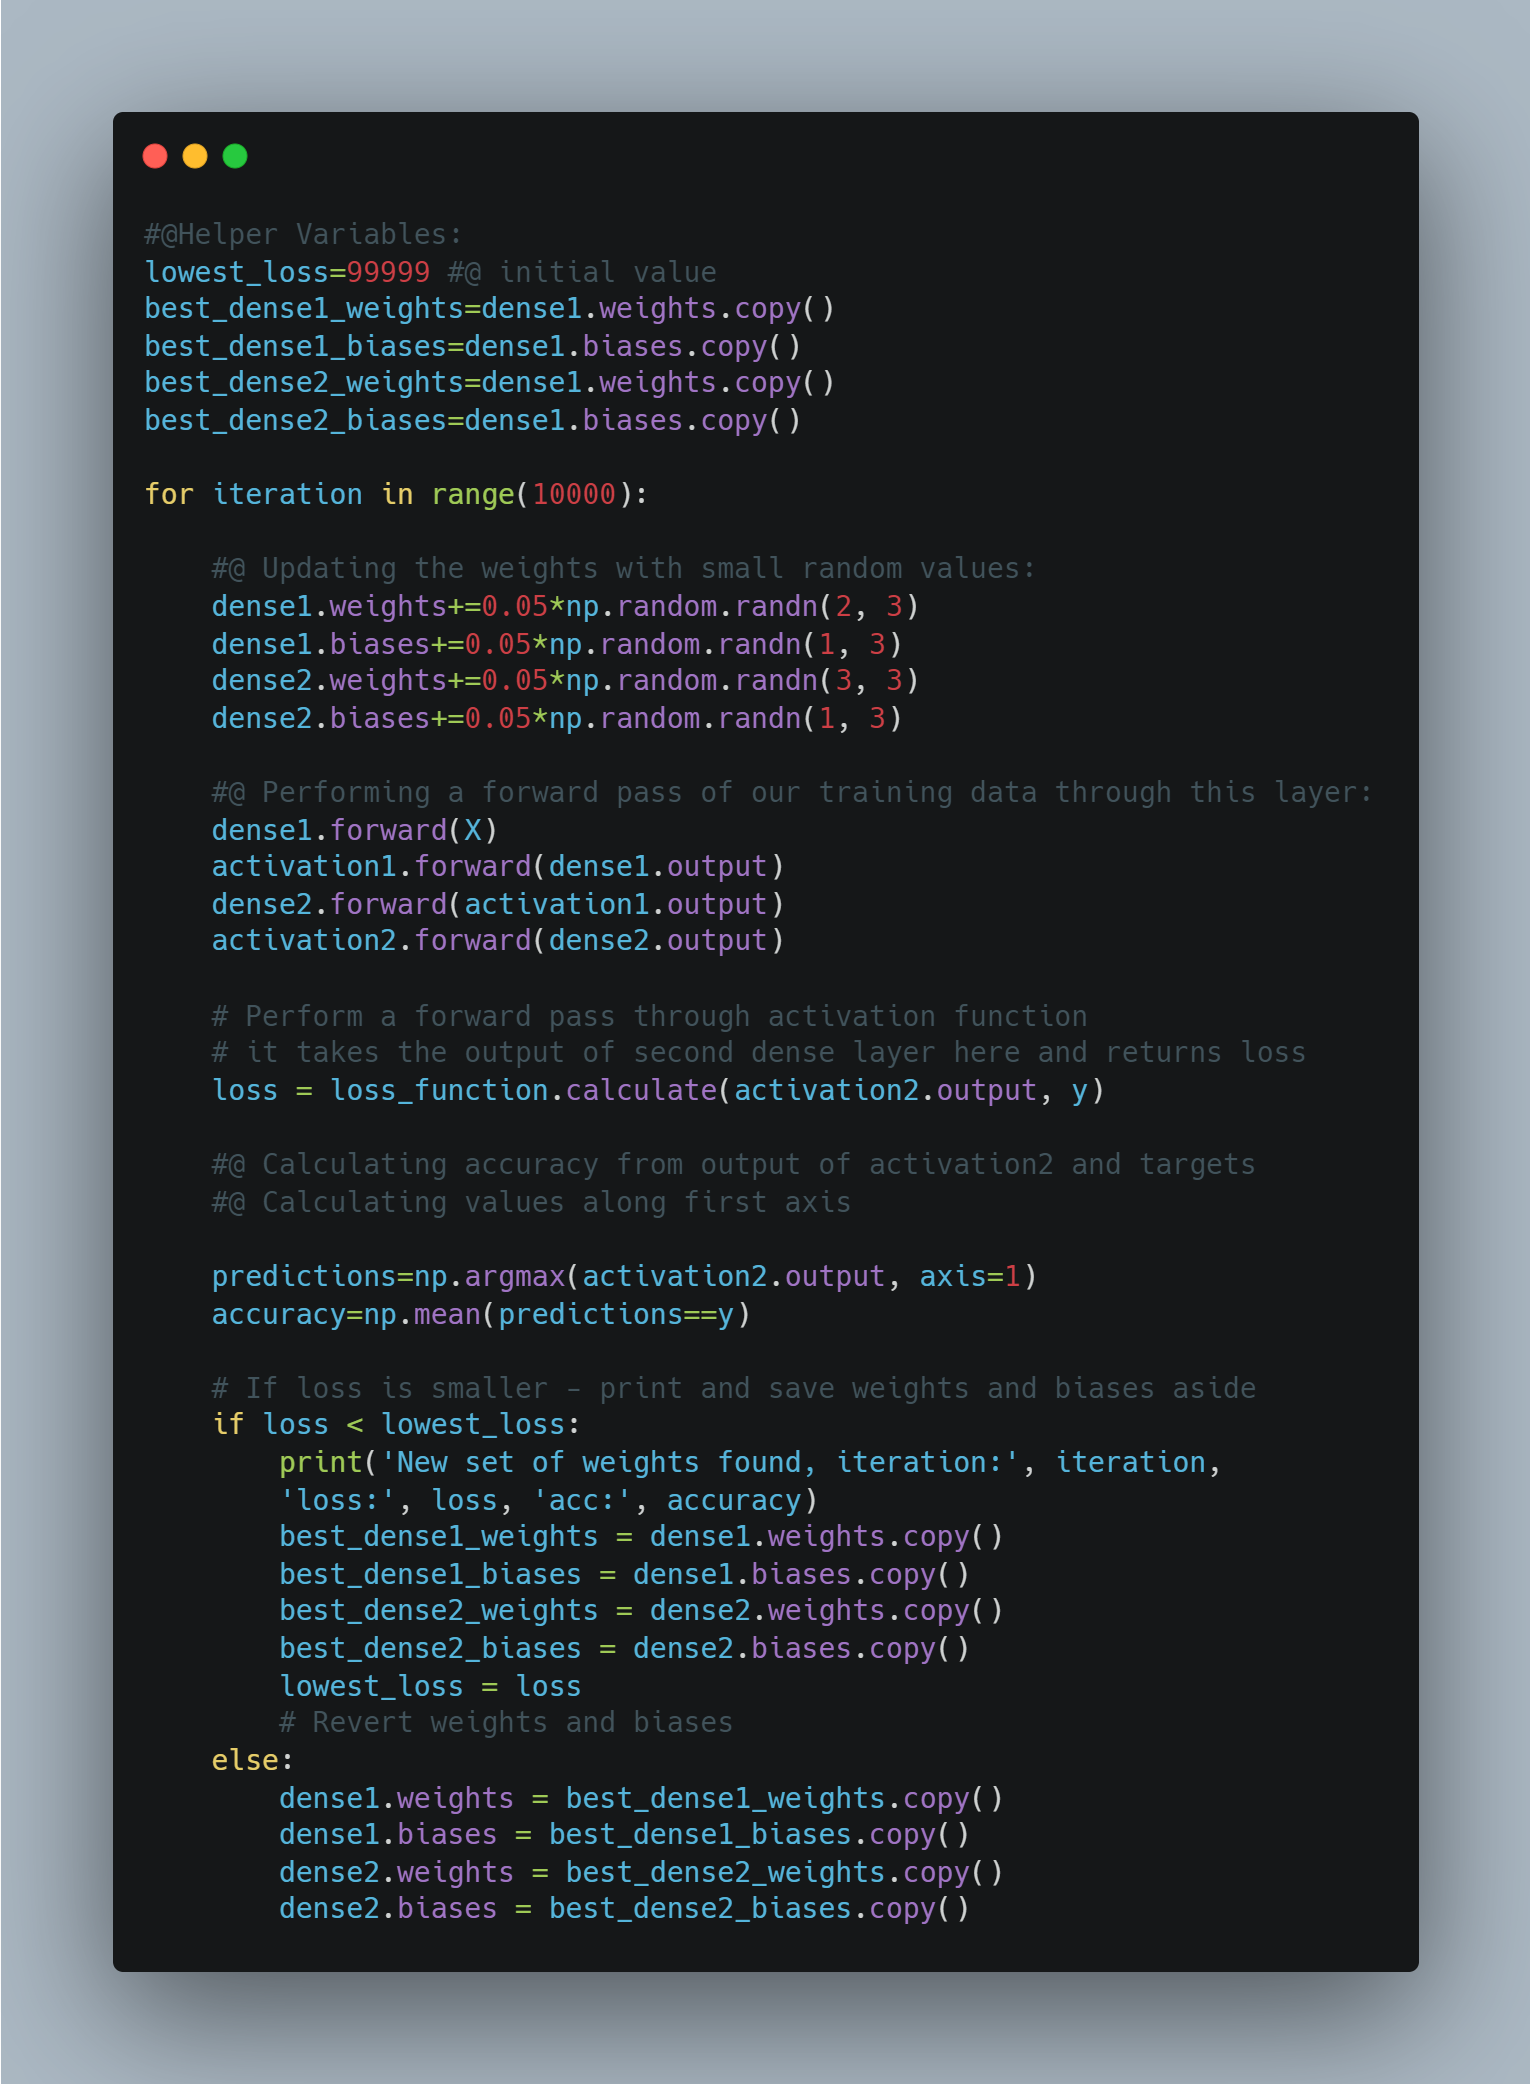 #@Helper Variables:
lowest_loss=99999 #@ initial value
best_dense1_weights=dense1.weights.copy()
best_dense1_biases=dense1.biases.copy()
best_dense2_weights=dense1.weights.copy()
best_dense2_biases=dense1.biases.copy()

for iteration in range(10000):

    #@ Updating the weights with small random values:
    dense1.weights+=0.05*np.random.randn(2, 3)
    dense1.biases+=0.05*np.random.randn(1, 3)
    dense2.weights+=0.05*np.random.randn(3, 3)
    dense2.biases+=0.05*np.random.randn(1, 3)

    #@ Performing a forward pass of our training data through this layer:
    dense1.forward(X)
    activation1.forward(dense1.output)
    dense2.forward(activation1.output)
    activation2.forward(dense2.output)

    # Perform a forward pass through activation function
    # it takes the output of second dense layer here and returns loss
    loss = loss_function.calculate(activation2.output, y)

    #@ Calculating accuracy from output of activation2 and targets
    #@ Calculating values along first axis

    predictions=np.argmax(activation2.output, axis=1)
    accuracy=np.mean(predictions==y)

    # If loss is smaller - print and save weights and biases aside
    if loss < lowest_loss:
        print('New set of weights found, iteration:', iteration,
        'loss:', loss, 'acc:', accuracy)
        best_dense1_weights = dense1.weights.copy()
        best_dense1_biases = dense1.biases.copy()
        best_dense2_weights = dense2.weights.copy()
        best_dense2_biases = dense2.biases.copy()
        lowest_loss = loss
        # Revert weights and biases
    else:
        dense1.weights = best_dense1_weights.copy()
        dense1.biases = best_dense1_biases.copy()
        dense2.weights = best_dense2_weights.copy()
        dense2.biases = best_dense2_biases.copy()